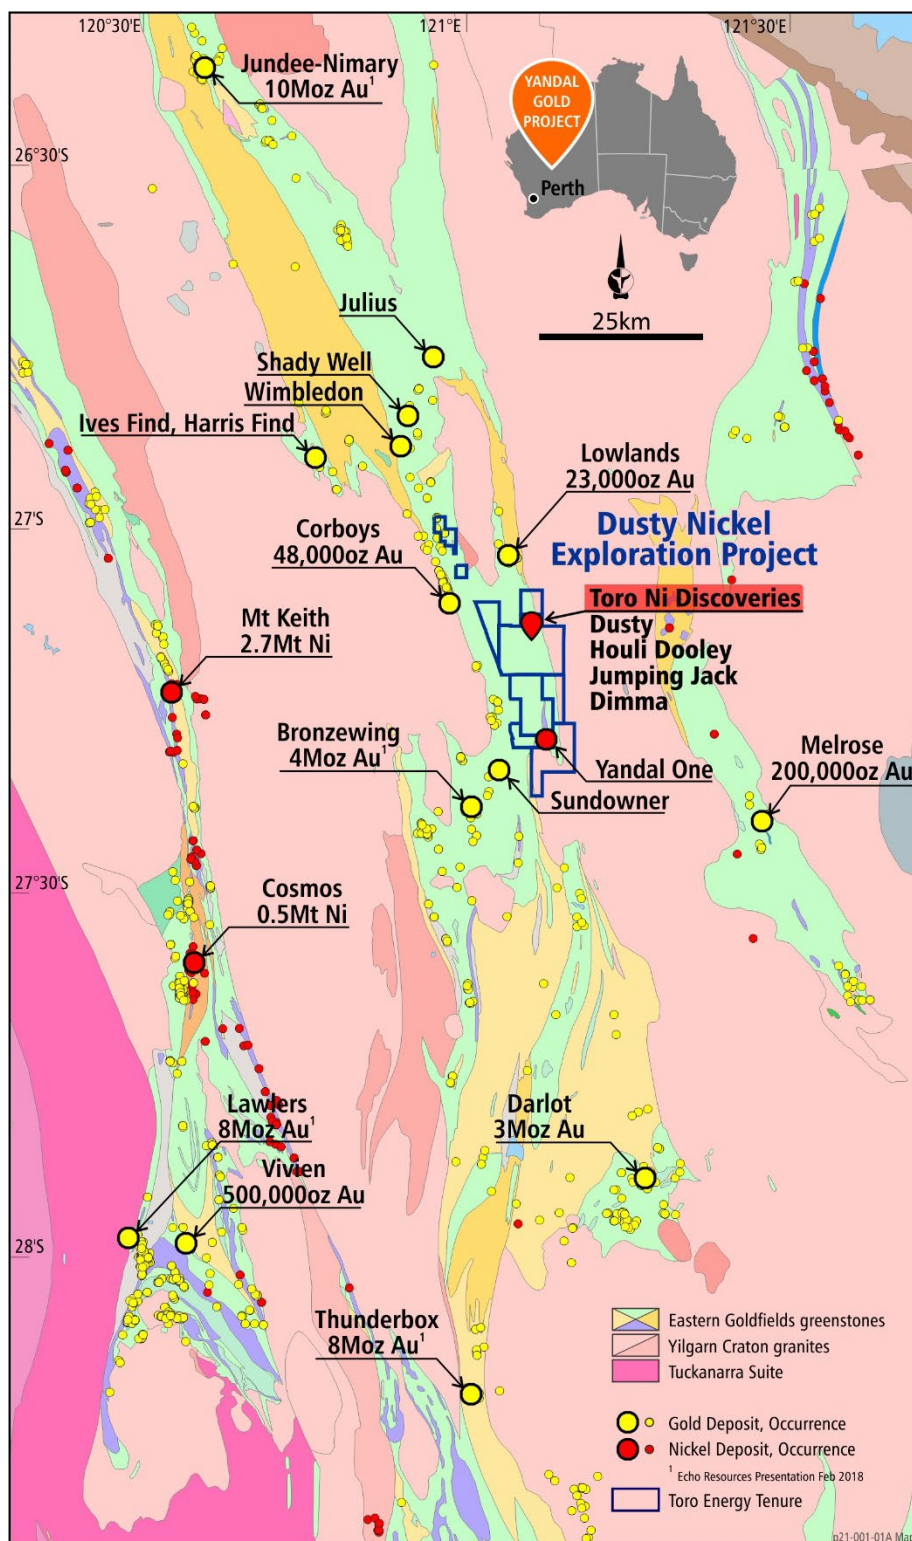 120°30'E
121°E
121°30'E
Jundee-Nimary
10Moz Au¹
YANDAL
GOLD
PROJECT
26°30'S
Perth
Julius
25km
Shady Well
Wimbledon
Ives Find, Harris Find
Lowlands
23,000oz Au
27°S
Corboys
48,000oz Au
Dusty Nickel
Exploration Project
Toro Ni Discoveries
Dusty
Houli Dooley
Jumping Jack
Dimma
Mt Keith
2.7Mt Ni
Bronzewing
4Moz Au¹
Yandal One
Sundowner
Melrose
200,000oz Au
27°30'S
Cosmos
0.5Mt Ni
Lawlers
8Moz Au¹
Vivien
500,000oz Au
Darlot
3Moz Au
28°S
Thunderbox
8Moz Au¹
Eastern Goldfields greenstones
Yilgarn Craton granites
Tuckanarra Suite
Gold Deposit, Occurrence
Nickel Deposit, Occurrence
¹ Echo Resources Presentation Feb 2018
Toro Energy Tenure
p21-001-01A Map